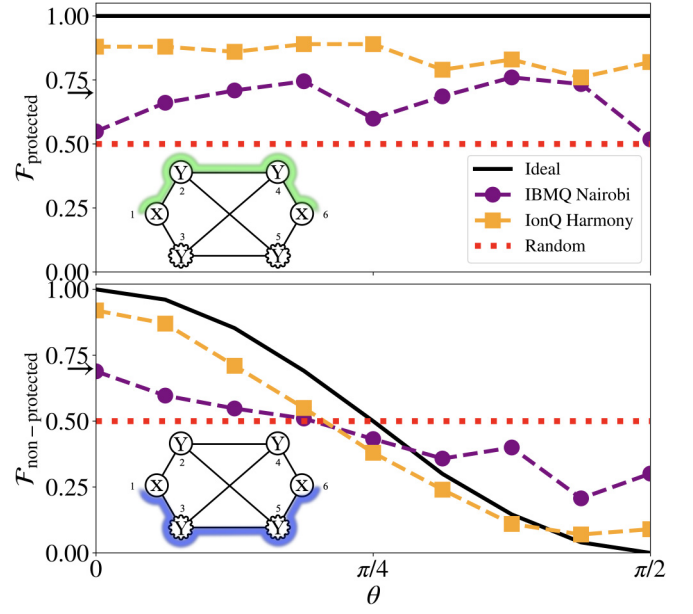 1.00
0.75
→
0.50
0.25
0.00
F_protected
Y Y
2 4
1 X X 6
3 5
Y Y
Ideal
IBMQ Nairobi
IonQ Harmony
Random
1.00
0.75
→
0.50
0.25
0.00
F_non−protected
Y Y
2 4
1 X X 6
3 5
Y Y
0 π/4 π/2
θ